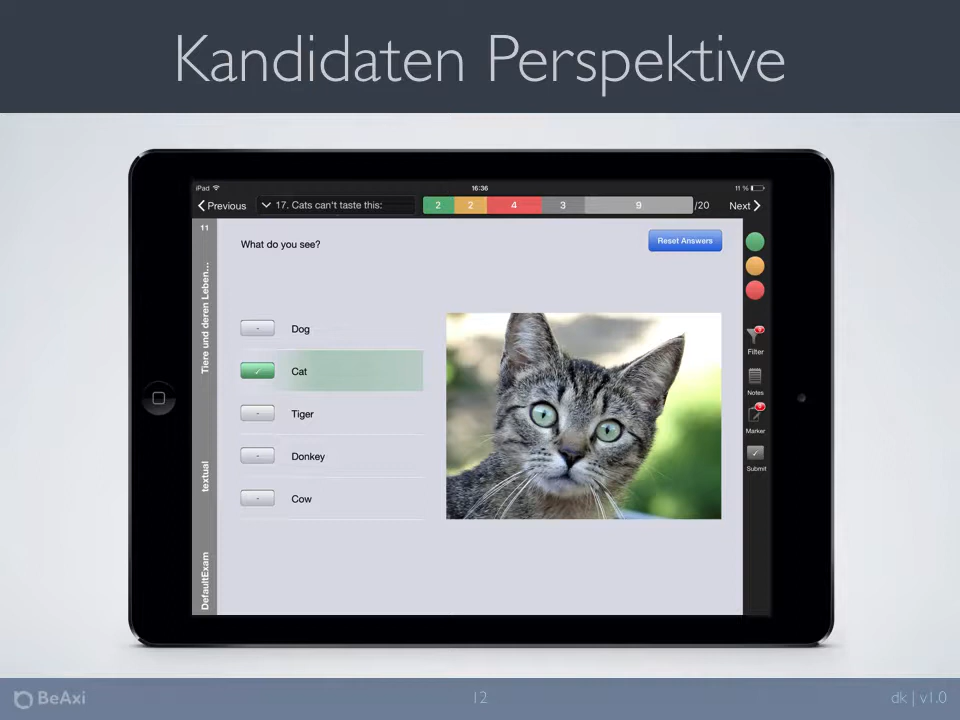 Kandidaten Perspektive
iPad
16:36
11 %
Previous
17. Cats can't taste this:
2
2
4
3
9
/20
Next
11
Tiere und deren Leben...
textual
DefaultExam
What do you see?
Reset Answers
Dog
Cat
Tiger
Donkey
Cow
Filter
Notes
Marker
Submit
BeAxi
12
dk | v1.0